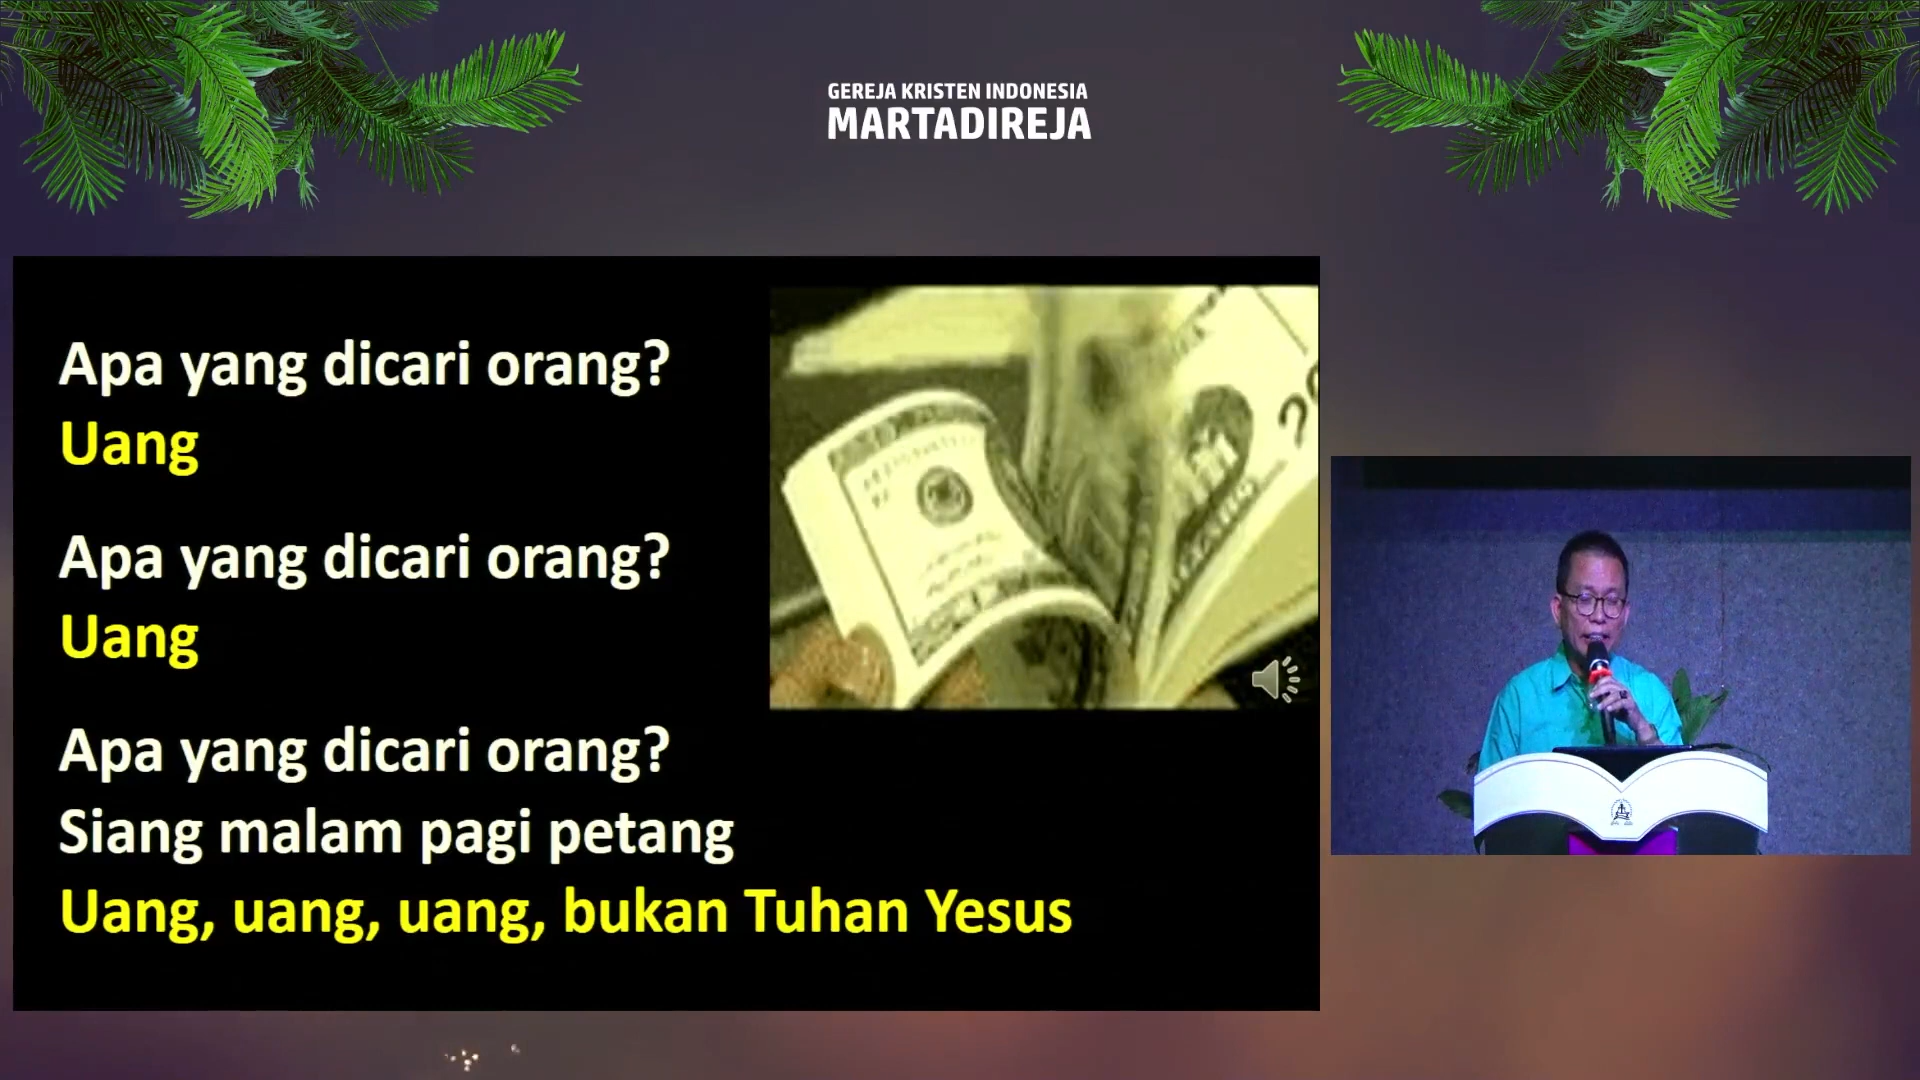 GEREJA KRISTEN INDONESIA
MARTADIREJA
Apa yang dicari orang?
Uang
Apa yang dicari orang?
Uang
Apa yang dicari orang?
Siang malam pagi petang
Uang, uang, uang, bukan Tuhan Yesus